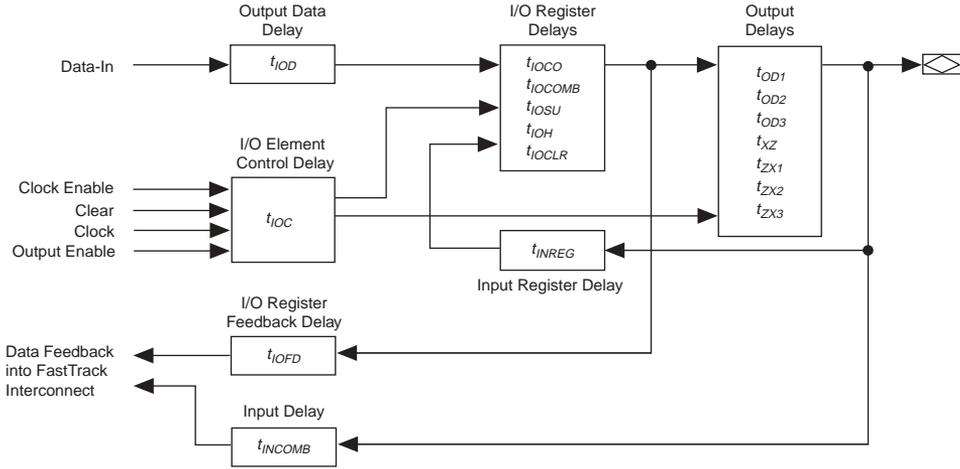 Output Data
Delay
I/O Register
Delays
Output
Delays
Data-In
tIOD
tIOCO
tIOCOMB
tIOSU
tIOH
tIOCLR
tOD1
tOD2
tOD3
tXZ
tZX1
tZX2
tZX3
I/O Element
Control Delay
Clock Enable
Clear
Clock
Output Enable
tIOC
tINREG
Input Register Delay
I/O Register
Feedback Delay
tIOFD
Data Feedback
into FastTrack
Interconnect
Input Delay
tINCOMB